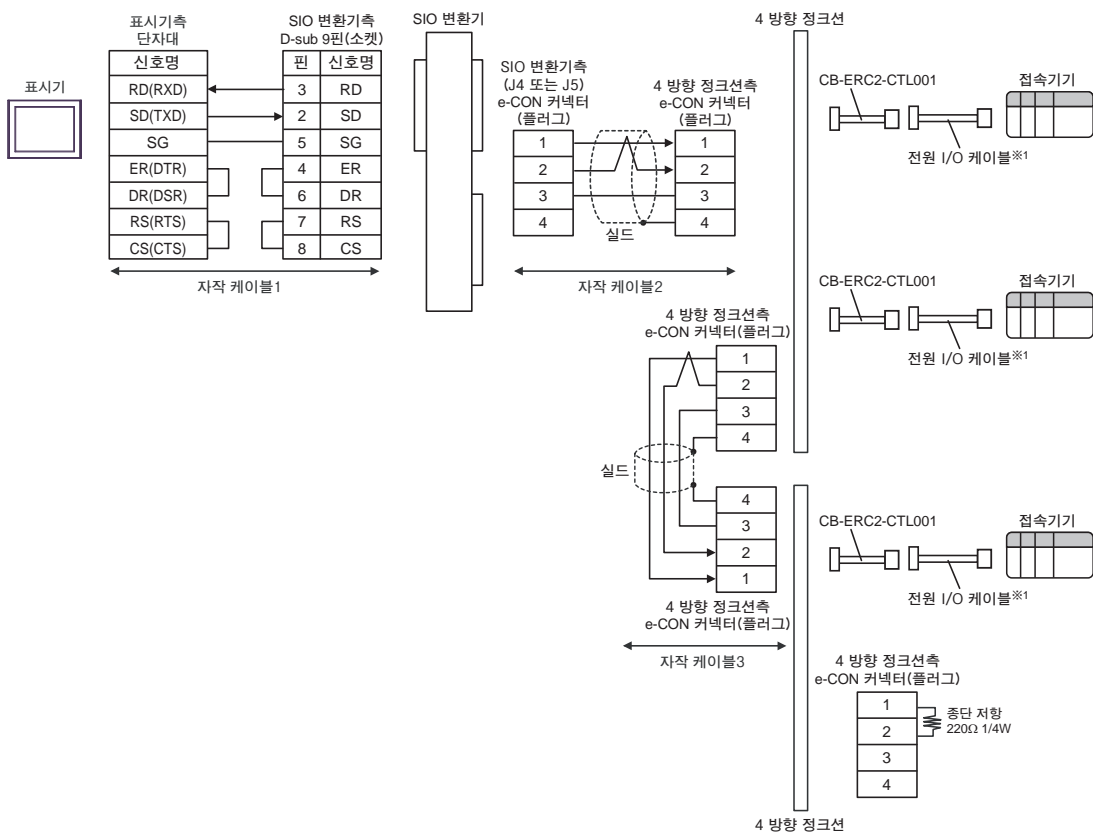 표시기
표시기측
단자대
신호명
RD(RXD)
SD(TXD)
SG
ER(DTR)
DR(DSR)
RS(RTS)
CS(CTS)
SIO 변환기측
D-sub 9핀(소켓)
핀 신호명
3 RD
2 SD
5 SG
4 ER
6 DR
7 RS
8 CS
자작 케이블1
SIO 변환기
SIO 변환기측
(J4 또는 J5)
e-CON 커넥터
(플러그)
1
2
3
4
실드
4 방향 정크션측
e-CON 커넥터
(플러그)
1
2
3
4
자작 케이블2
4 방향 정크션
CB-ERC2-CTL001
접속기기
전원 I/O 케이블※1
CB-ERC2-CTL001
접속기기
전원 I/O 케이블※1
4 방향 정크션측
e-CON 커넥터(플러그)
1
2
3
4
실드
4
3
2
1
4 방향 정크션측
e-CON 커넥터(플러그)
자작 케이블3
CB-ERC2-CTL001
접속기기
전원 I/O 케이블※1
4 방향 정크션측
e-CON 커넥터(플러그)
1
2
3
4
종단 저항
220Ω 1/4W
4 방향 정크션